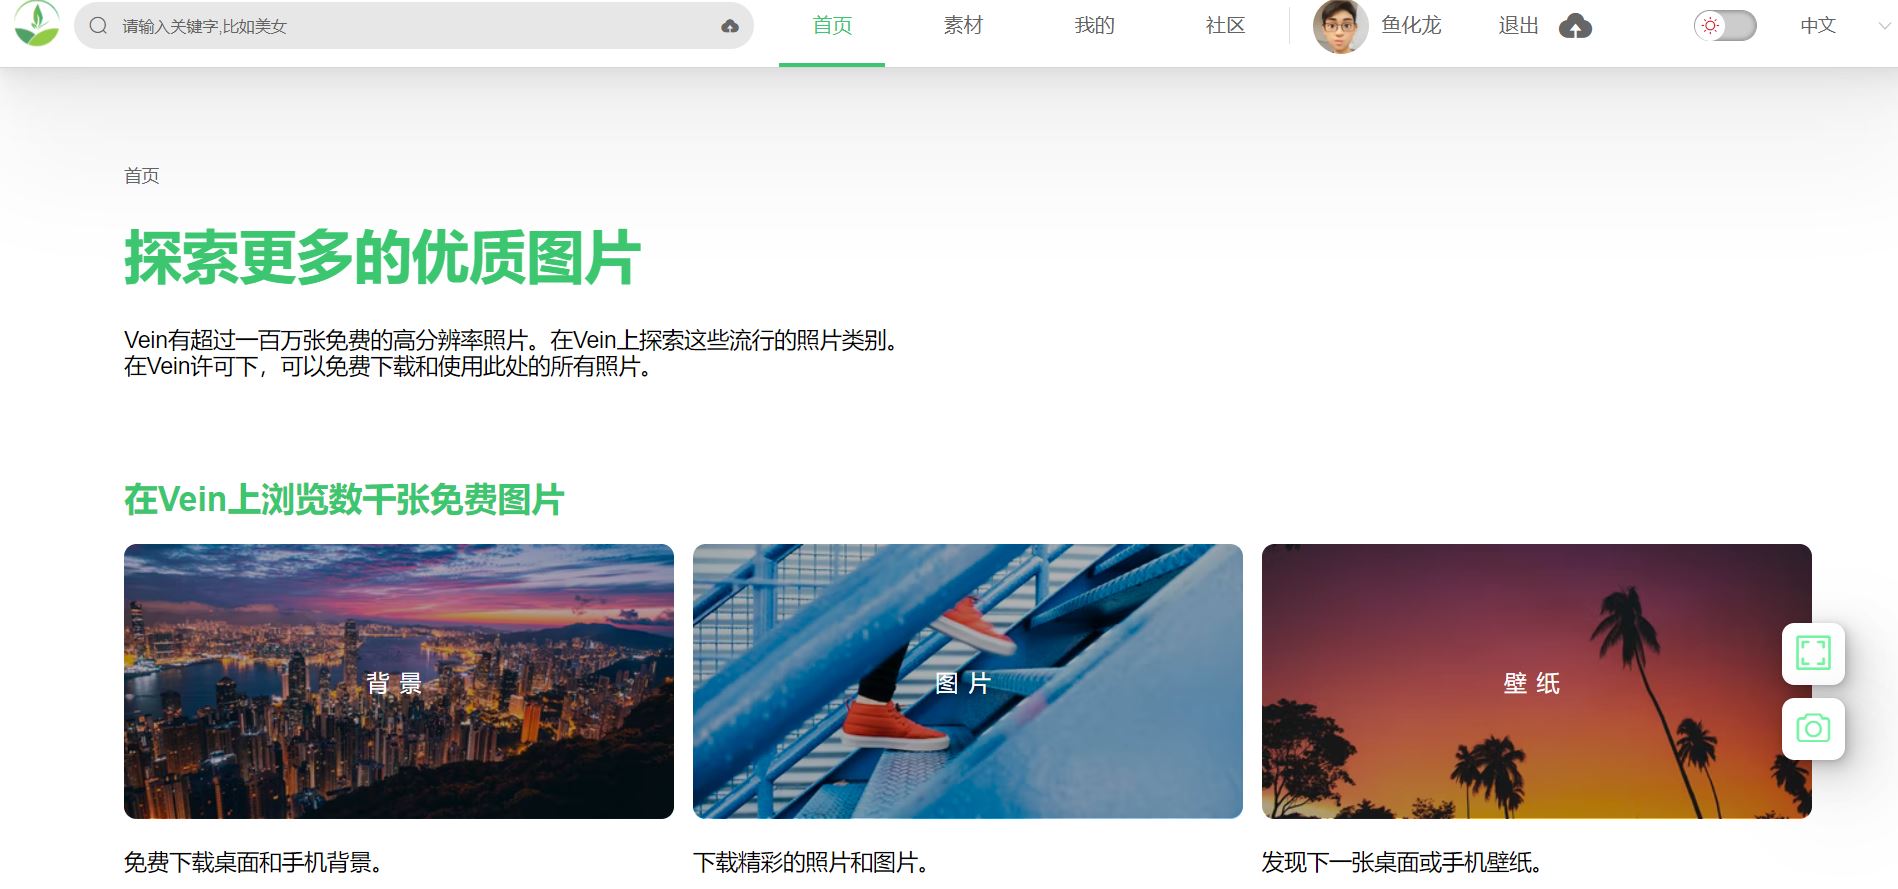 请输入关键字,比如美女
首页
素材
我的
社区
鱼化龙
退出
中文
首页
探索更多的优质图片
Vein有超过一百万张免费的高分辨率照片。在Vein上探索这些流行的照片类别。
在Vein许可下，可以免费下载和使用此处的所有照片。
在Vein上浏览数千张免费图片
背景
图片
壁纸
免费下载桌面和手机背景。
下载精彩的照片和图片。
发现下一张桌面或手机壁纸。